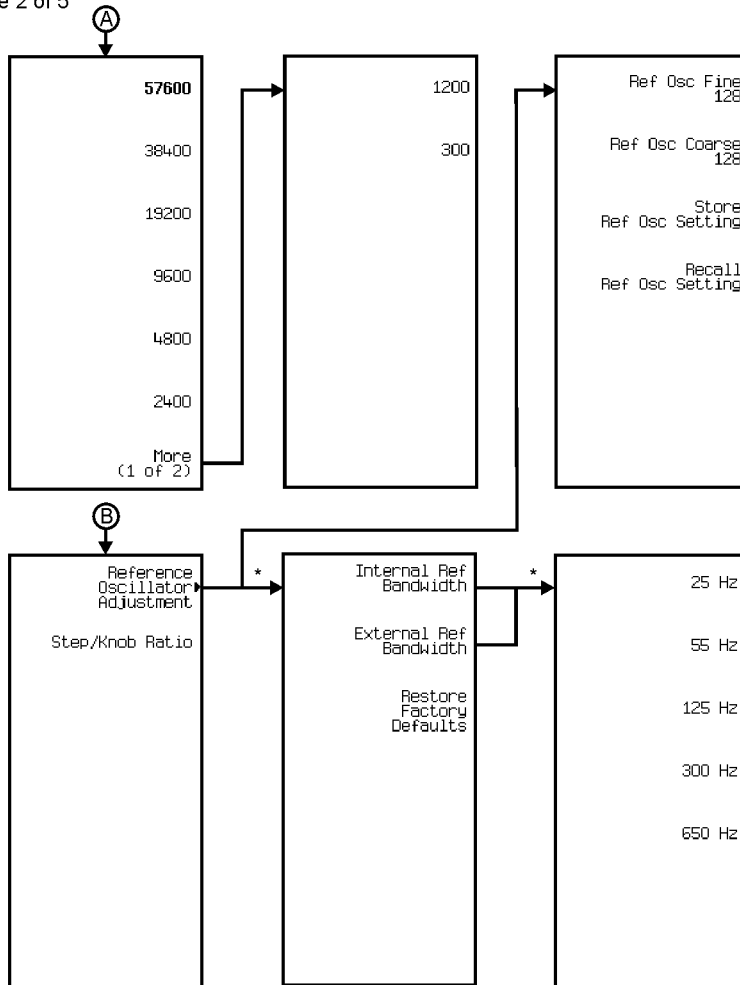 e 2 of 5
A
57600
38400
19200
9600
4800
2400
More
(1 of 2)
1200
300
Ref Osc Fine
128
Ref Osc Coarse
128
Store
Ref Osc Setting
Recall
Ref Osc Setting
B
Reference
Oscillator
Adjustment
Step/Knob Ratio
*
Internal Ref
Bandwidth
External Ref
Bandwidth
Restore
Factory
Defaults
*
25 Hz
55 Hz
125 Hz
300 Hz
650 Hz